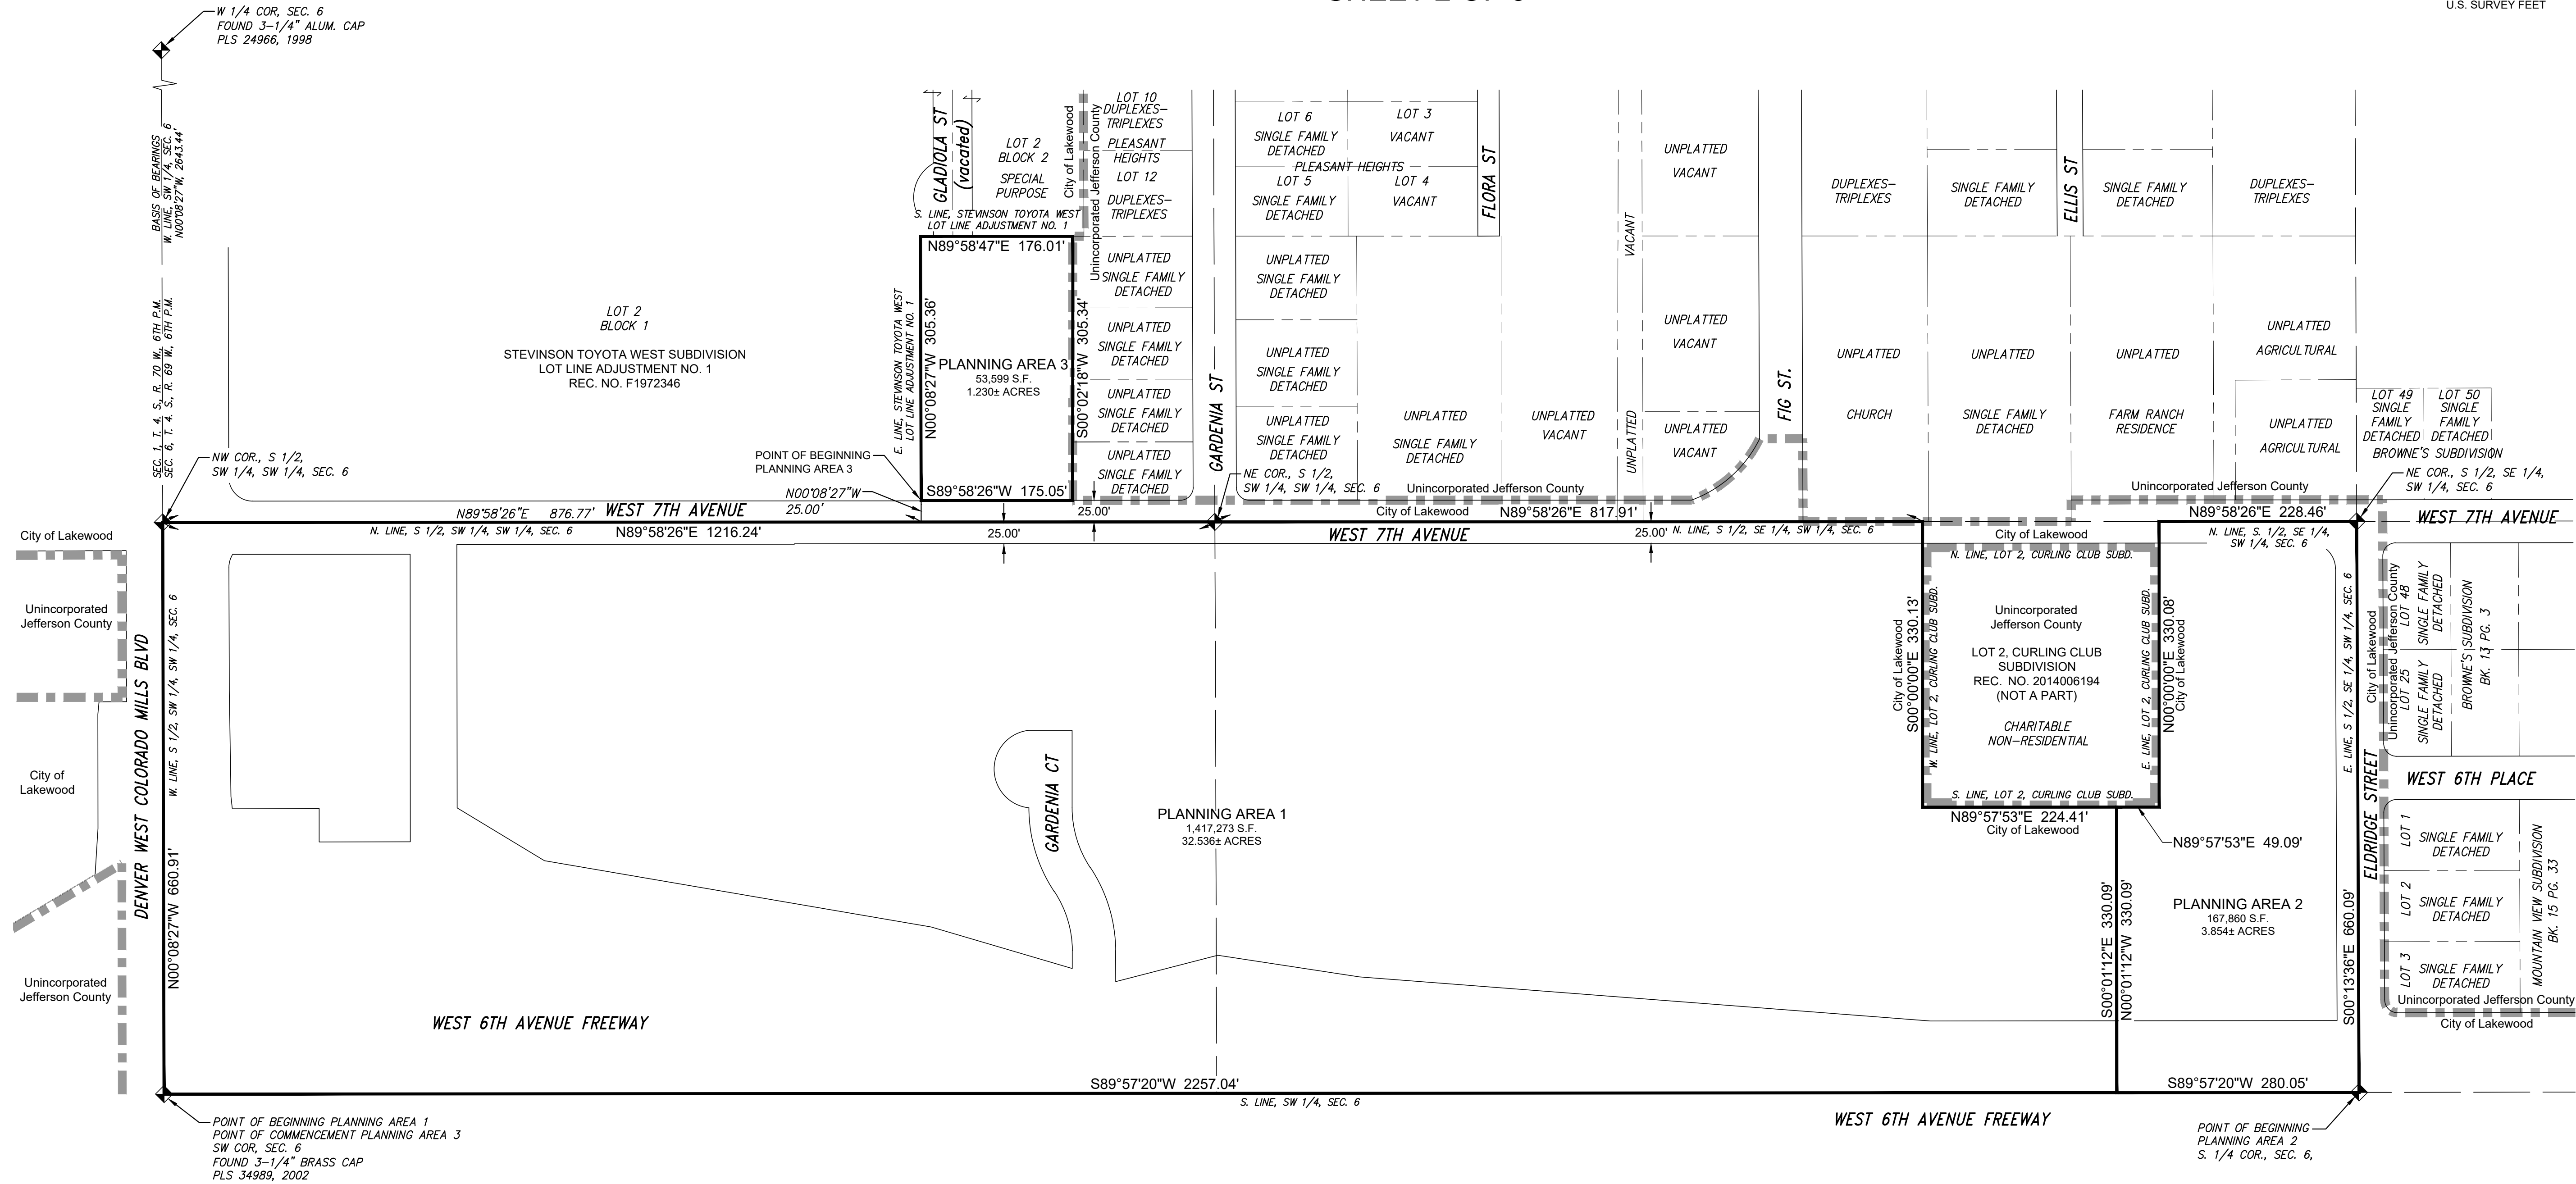 U.S. SURVEY FEET
W 1/4 COR, SEC. 6
FOUND 3-1/4" ALUM. CAP
PLS 24966, 1998
BASIS OF BEARINGS
W. LINE, SW 1/4, SEC. 6
N00°08'27"W, 2643.44'
SEC. 1, T. 4. S., R. 70 W., 6TH P.M.
SEC. 6, T. 4. S., R. 69 W., 6TH P.M.
NW COR., S 1/2,
SW 1/4, SW 1/4, SEC. 6
LOT 2
BLOCK 1
STEVINSON TOYOTA WEST SUBDIVISION
LOT LINE ADJUSTMENT NO. 1
REC. NO. F1972346
GLADIOLA ST
(vacated)
LOT 2
BLOCK 2
SPECIAL
PURPOSE
S. LINE, STEVINSON TOYOTA WEST
LOT LINE ADJUSTMENT NO. 1
N89°58'47"E 176.01'
E. LINE, STEVINSON TOYOTA WEST
LOT LINE ADJUSTMENT NO. 1
N00°08'27"W 305.36'
PLANNING AREA 3
53,599 S.F.
1.230± ACRES
S00°02'18"W 305.34'
S89°58'26"W 175.05'
POINT OF BEGINNING
PLANNING AREA 3
N00°08'27"W
25.00'
City of Lakewood
Unincorporated Jefferson County
LOT 10
DUPLEXES-
TRIPLEXES
PLEASANT
HEIGHTS
LOT 12
DUPLEXES-
TRIPLEXES
UNPLATTED
SINGLE FAMILY
DETACHED
UNPLATTED
SINGLE FAMILY
DETACHED
UNPLATTED
SINGLE FAMILY
DETACHED
UNPLATTED
SINGLE FAMILY
DETACHED
GARDENIA ST
LOT 6
SINGLE FAMILY
DETACHED
LOT 3
VACANT
PLEASANT HEIGHTS
LOT 5
SINGLE FAMILY
DETACHED
LOT 4
VACANT
UNPLATTED
SINGLE FAMILY
DETACHED
UNPLATTED
SINGLE FAMILY
DETACHED
UNPLATTED
SINGLE FAMILY
DETACHED
NE COR., S 1/2,
SW 1/4, SW 1/4, SEC. 6
FLORA ST
UNPLATTED
SINGLE FAMILY
DETACHED
UNPLATTED
VACANT
VACANT
UNPLATTED
UNPLATTED
VACANT
UNPLATTED
VACANT
UNPLATTED
VACANT
FIG ST.
DUPLEXES-
TRIPLEXES
SINGLE FAMILY
DETACHED
ELLIS ST
SINGLE FAMILY
DETACHED
DUPLEXES-
TRIPLEXES
UNPLATTED
CHURCH
UNPLATTED
SINGLE FAMILY
DETACHED
UNPLATTED
FARM RANCH
RESIDENCE
UNPLATTED
AGRICULTURAL
UNPLATTED
AGRICULTURAL
LOT 49
SINGLE
FAMILY
DETACHED
LOT 50
SINGLE
FAMILY
DETACHED
BROWNE'S SUBDIVISION
NE COR., S 1/2, SE 1/4,
SW 1/4, SEC. 6
Unincorporated Jefferson County
City of Lakewood
Unincorporated Jefferson County
N89°58'26"E 876.77'
WEST 7TH AVENUE
N. LINE, S 1/2, SW 1/4, SW 1/4, SEC. 6
N89°58'26"E 1216.24'
25.00'
25.00'
WEST 7TH AVENUE
N89°58'26"E 817.91'
25.00'
N. LINE, S 1/2, SE 1/4, SW 1/4, SEC. 6
City of Lakewood
N89°58'26"E 228.46'
N. LINE, S. 1/2, SE 1/4,
SW 1/4, SEC. 6
WEST 7TH AVENUE
City of Lakewood
Unincorporated
Jefferson County
City of
Lakewood
Unincorporated
Jefferson County
DENVER WEST COLORADO MILLS BLVD
W. LINE, S 1/2, SW 1/4, SW 1/4, SEC. 6
N00°08'27"W 660.91'
GARDENIA CT
PLANNING AREA 1
1,417,273 S.F.
32.536± ACRES
City of Lakewood
S00°00'00"E 330.13'
N. LINE, LOT 2, CURLING CLUB SUBD.
W. LINE, LOT 2, CURLING CLUB SUBD.
Unincorporated
Jefferson County
LOT 2, CURLING CLUB
SUBDIVISION
REC. NO. 2014006194
(NOT A PART)
CHARITABLE
NON-RESIDENTIAL
E. LINE, LOT 2, CURLING CLUB SUBD.
N00°00'00"E 330.08'
City of Lakewood
S. LINE, LOT 2, CURLING CLUB SUBD.
N89°57'53"E 224.41'
City of Lakewood
N89°57'53"E 49.09'
S00°01'12"E 330.09'
N00°01'12"W 330.09'
PLANNING AREA 2
167,860 S.F.
3.854± ACRES
E. LINE, S 1/2, SE 1/4, SW 1/4, SEC. 6
S00°13'36"E 660.09'
City of Lakewood
Unincorporated Jefferson County
ELDRIDGE STREET
LOT 48
SINGLE FAMILY
DETACHED
LOT 25
SINGLE FAMILY
DETACHED
BROWNE'S SUBDIVISION
BK. 13 PG. 3
WEST 6TH PLACE
LOT 1
SINGLE FAMILY
DETACHED
LOT 2
SINGLE FAMILY
DETACHED
LOT 3
SINGLE FAMILY
DETACHED
MOUNTAIN VIEW SUBDIVISION
BK. 15 PG. 33
Unincorporated Jefferson County
City of Lakewood
WEST 6TH AVENUE FREEWAY
S89°57'20"W 2257.04'
S. LINE, SW 1/4, SEC. 6
S89°57'20"W 280.05'
WEST 6TH AVENUE FREEWAY
POINT OF BEGINNING PLANNING AREA 1
POINT OF COMMENCEMENT PLANNING AREA 3
SW COR, SEC. 6
FOUND 3-1/4" BRASS CAP
PLS 34989, 2002
POINT OF BEGINNING
PLANNING AREA 2
S. 1/4 COR., SEC. 6,